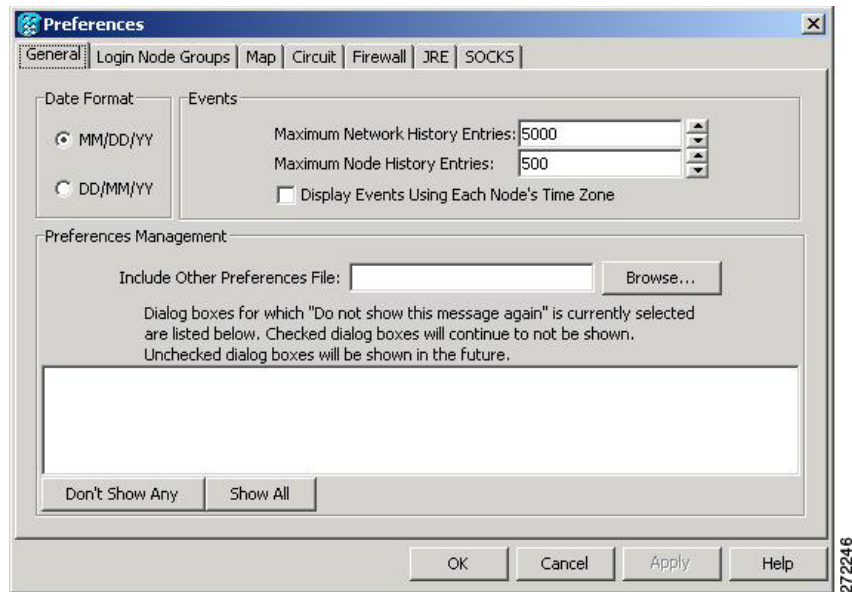 Preferences
General Login Node Groups Map Circuit Firewall JRE SOCKS
Date Format
MM/DD/YY
DD/MM/YY
Events
Maximum Network History Entries: 5000
Maximum Node History Entries: 500
Display Events Using Each Node's Time Zone
Preferences Management
Include Other Preferences File: Browse...
Dialog boxes for which "Do not show this message again" is currently selected
are listed below. Checked dialog boxes will continue to not be shown.
Unchecked dialog boxes will be shown in the future.
Don't Show Any Show All
OK Cancel Apply Help
272246